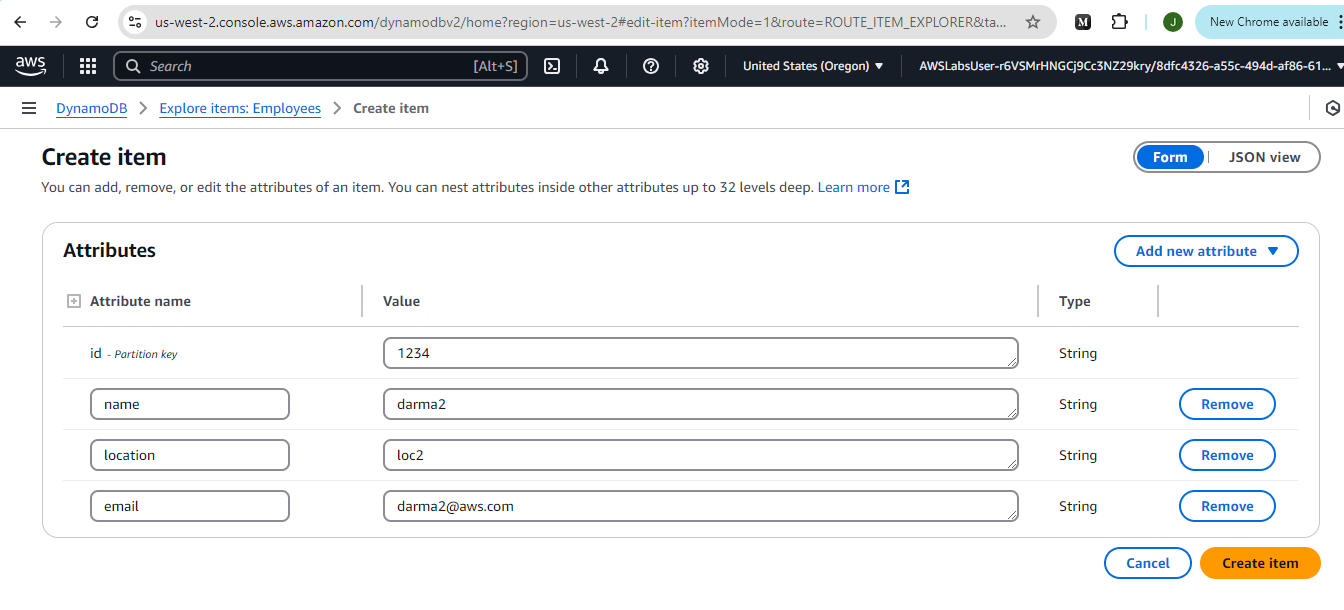 us-west-2.console.aws.amazon.com/dynamodbv2/home?region=us-west-2#edit-item?itemMode=1&route=ROUTE_ITEM_EXPLORER&ta...
M
J
New Chrome available
aws
Search
[Alt+S]
United States (Oregon)
AWSLabsUser-r6VSMrHNGCj9Cc3NZ29kry/8dfc4326-a55c-494d-af86-61...
DynamoDB
Explore items: Employees
Create item
Create item
Form
JSON view
You can add, remove, or edit the attributes of an item. You can nest attributes inside other attributes up to 32 levels deep. Learn more
Attributes
Add new attribute
Attribute name
Value
Type
id - Partition key
1234
String
name
darma2
String
Remove
location
loc2
String
Remove
email
darma2@aws.com
String
Remove
Cancel
Create item